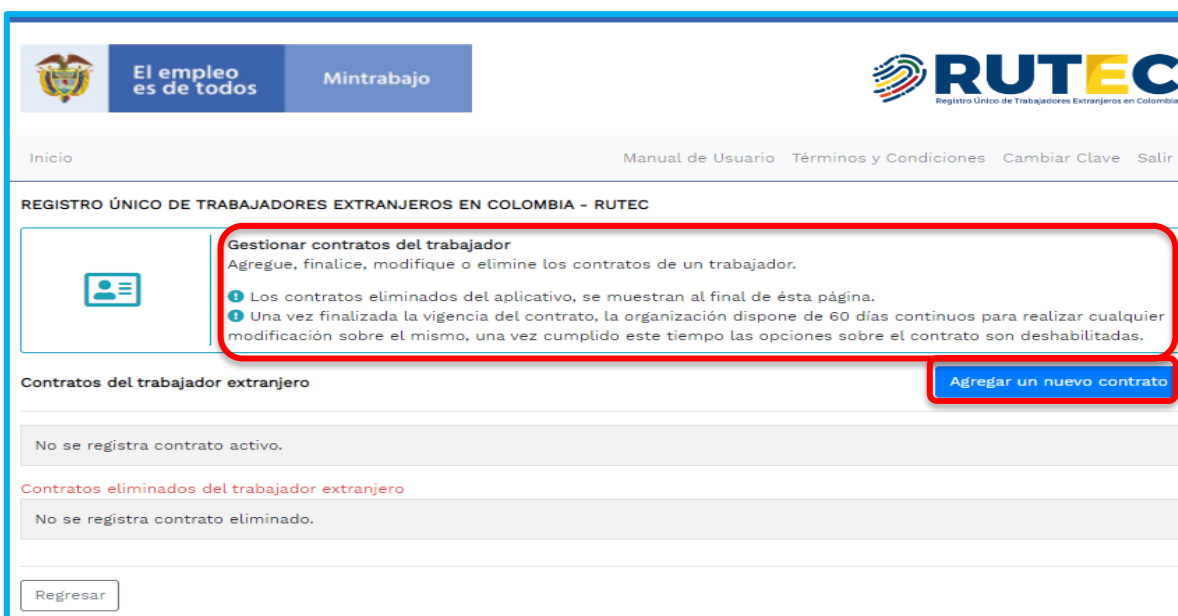 El empleo
es de todos
Mintrabajo
RUTEC
Registro Único de Trabajadores Extranjeros en Colombia
Inicio
Manual de Usuario Términos y Condiciones Cambiar Clave Salir
REGISTRO ÚNICO DE TRABAJADORES EXTRANJEROS EN COLOMBIA - RUTEC
Gestionar contratos del trabajador
Agregue, finalice, modifique o elimine los contratos de un trabajador.
Los contratos eliminados del aplicativo, se muestran al final de ésta página.
Una vez finalizada la vigencia del contrato, la organización dispone de 60 días continuos para realizar cualquier
modificación sobre el mismo, una vez cumplido este tiempo las opciones sobre el contrato son deshabilitadas.
Contratos del trabajador extranjero
Agregar un nuevo contrato
No se registra contrato activo.
Contratos eliminados del trabajador extranjero
No se registra contrato eliminado.
Regresar